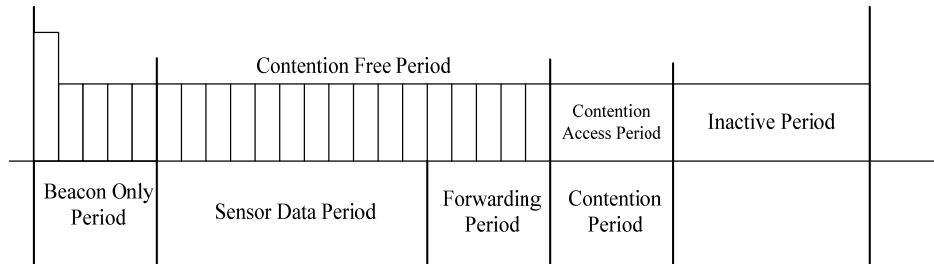 Contention Free Period
Contention
Access Period
Inactive Period
Beacon Only
Period
Sensor Data Period
Forwarding
Period
Contention
Period